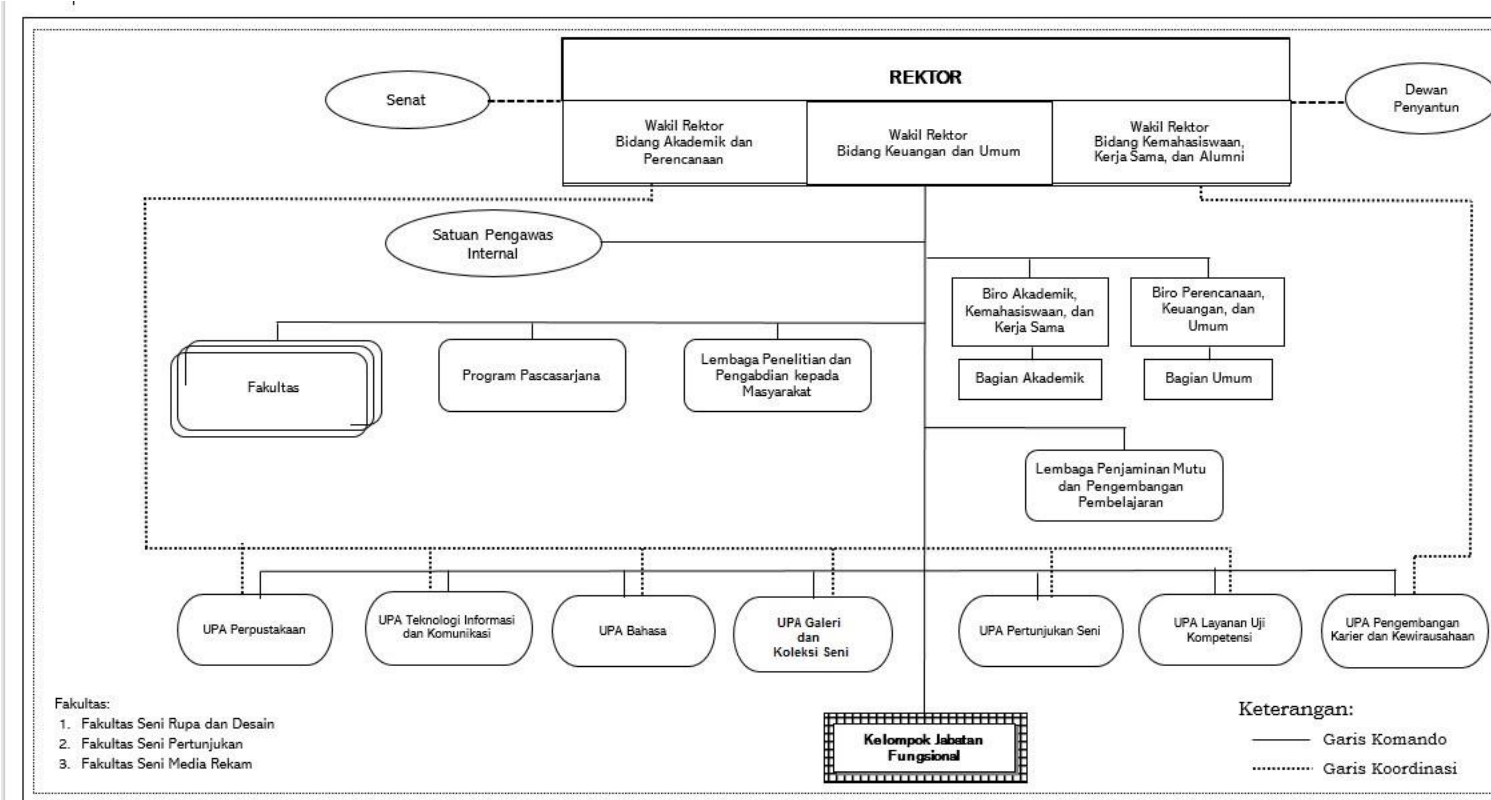 REKTOR
Senat
Dewan
Penyantun
Wakil Rektor
Bidang Akademik dan
Perencanaan
Wakil Rektor
Bidang Keuangan dan Umum
Wakil Rektor
Bidang Kemahasiswaan,
Kerja Sama, dan Alumni
Satuan Pengawas
Internal
Biro Akademik,
Kemahasiswaan, dan
Kerja Sama
Biro Perencanaan,
Keuangan, dan
Umum
Fakultas
Program Pascasarjana
Lembaga Penelitian dan
Pengabdian kepada
Masyarakat
Bagian Akademik
Bagian Umum
Lembaga Penjaminan Mutu
dan Pengembangan
Pembelajaran
UPA Perpustakaan
UPA Teknologi Informasi
dan Komunikasi
UPA Bahasa
UPA Galeri
dan
Koleksi Seni
UPA Pertunjukan Seni
UPA Layanan Uji
Kompetensi
UPA Pengembangan
Karier dan Kewirausahaan
Fakultas:
1. Fakultas Seni Rupa dan Desain
2. Fakultas Seni Pertunjukan
3. Fakultas Seni Media Rekam
Kelompok Jabatan
Fungsional
Keterangan:
Garis Komando
Garis Koordinasi